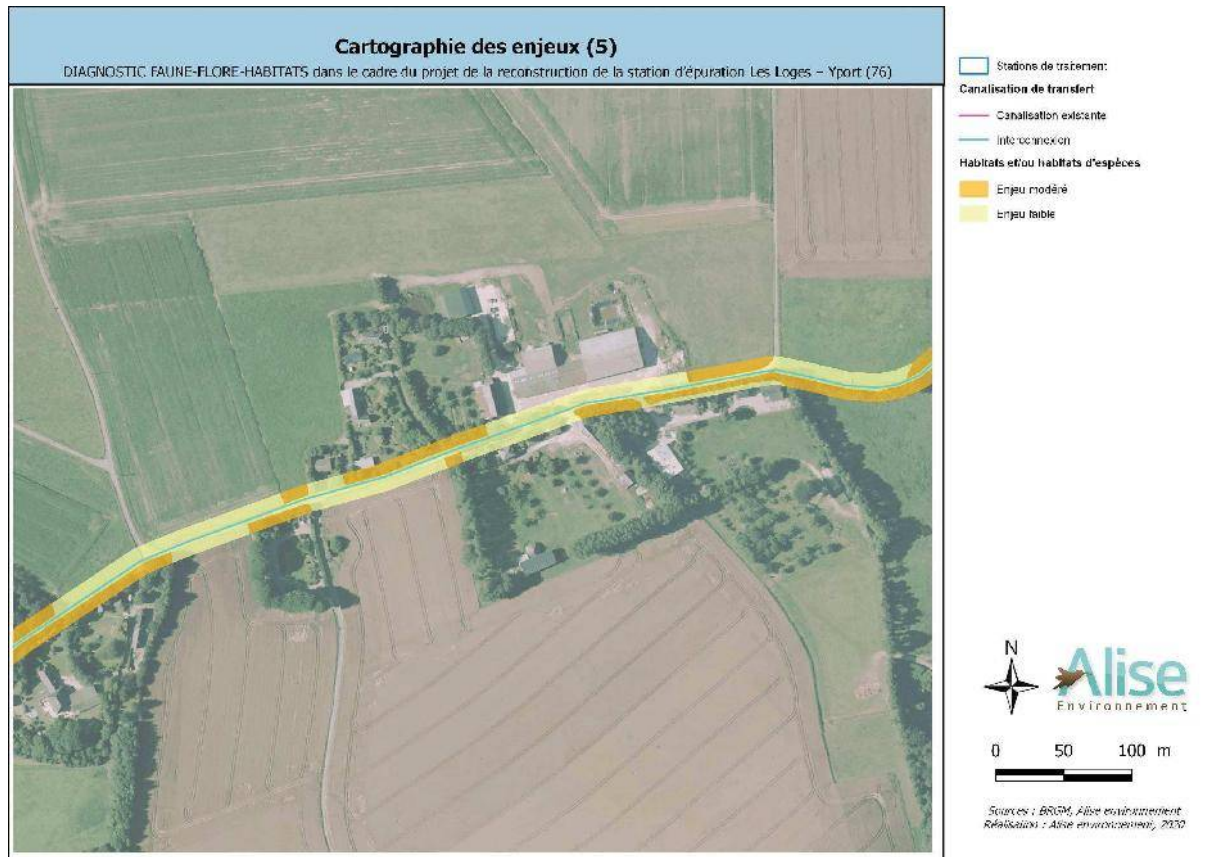 Cartographie des enjeux (5)
DIAGNOSTIC FAUNE-FLORE-HABITATS dans le cadre du projet de la reconstruction de la station d'épuration Les Loges – Yport (76)
Stations de traitement
Canalisation de transfert
Canalisation existante
Interconnexion
Habitats et/ou habitats d'espèces
Enjeu modéré
Enjeu faible
N
Alise
Environnement
0 50 100 m
Sources : BRGM, Alise environnement
Réalisation : Alise environnement, 2020